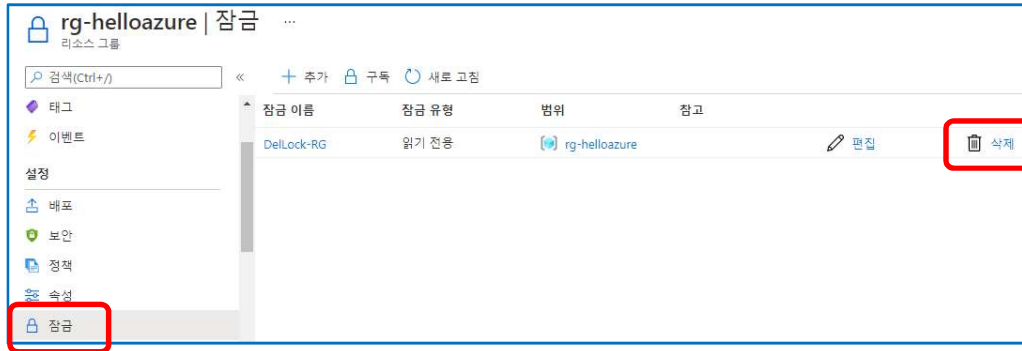 rg-helloazure | 잠금 ...
리소스 그룹
검색(Ctrl+/) «
추가 구독 새로 고침
태그
이벤트
설정
배포
보안
정책
속성
잠금
잠금 이름 잠금 유형 범위 참고
DelLock-RG 읽기 전용 rg-helloazure 편집 삭제